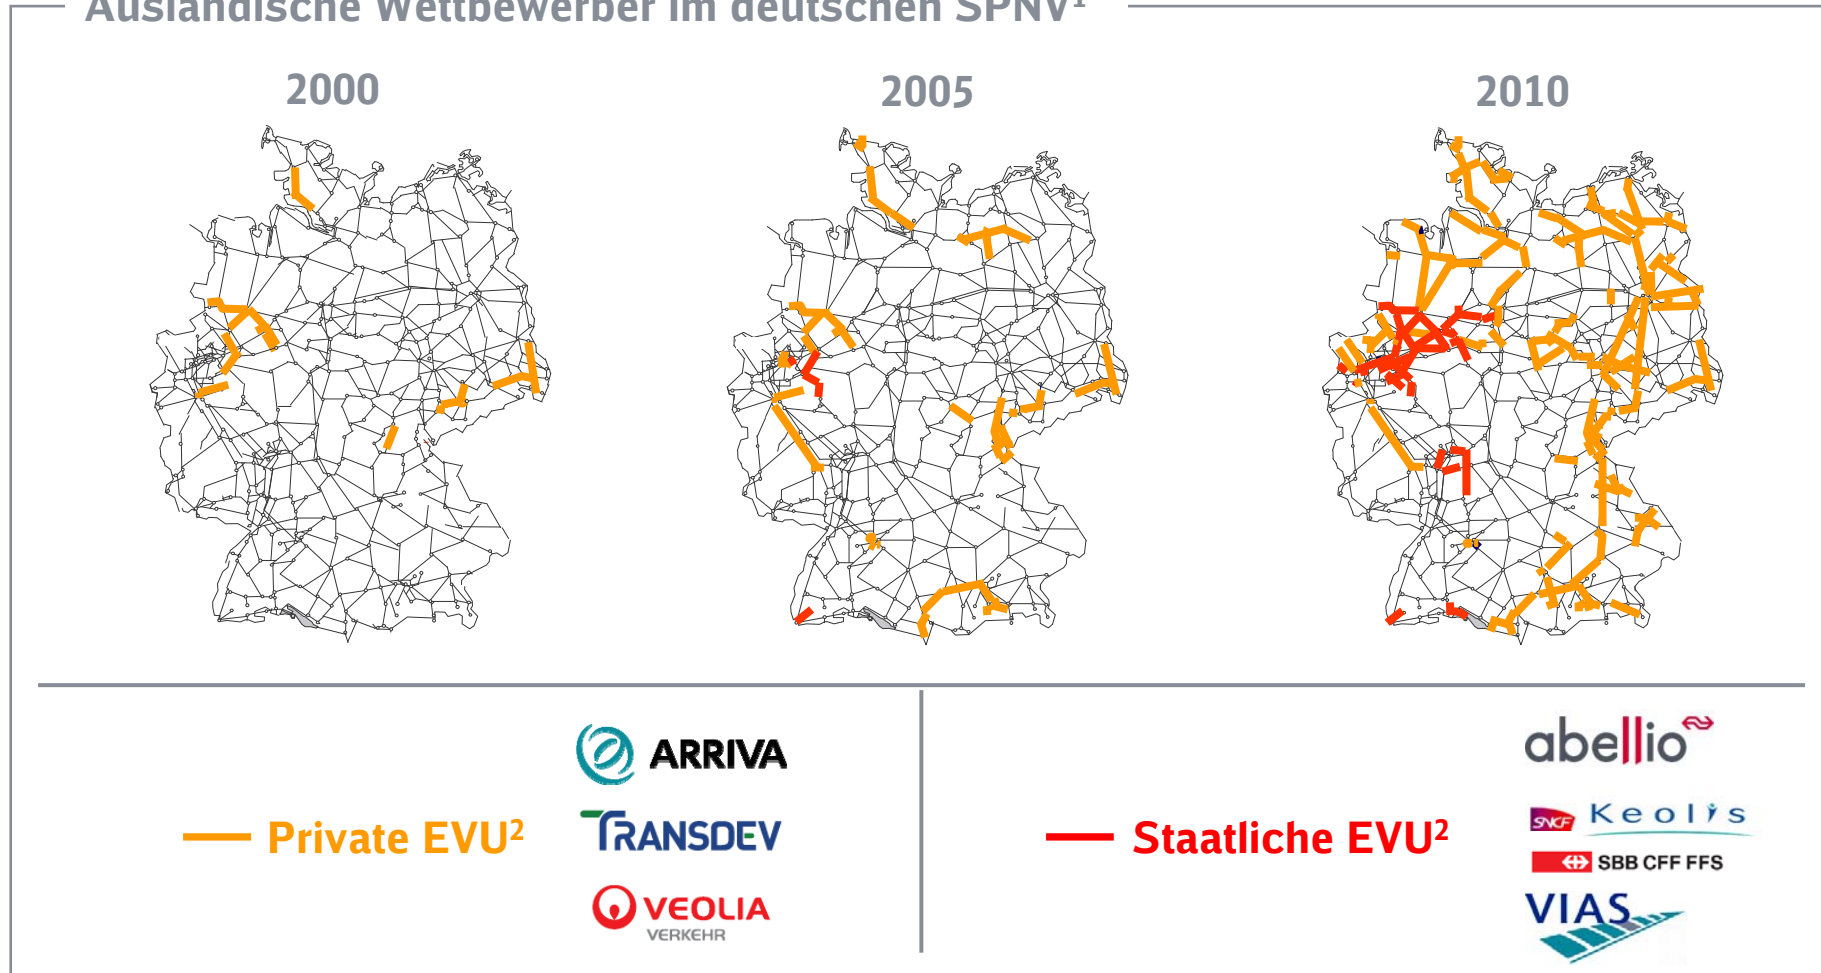 Ausländische Wettbewerber im deutschen SPNV¹
2000
2005
2010
Private EVU²
ARRIVA
TRANSDEV
VEOLIA
VERKEHR
Staatliche EVU²
abellio
SNCF Keolis
SBB CFF FFS
VIAS